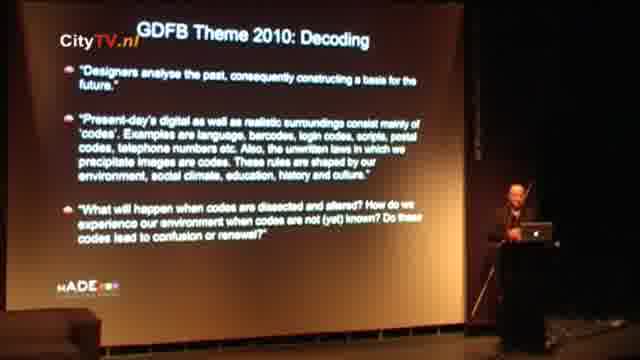 CityTV.nl
GDFB Theme 2010: Decoding
"Designers analyse the past, consequently constructing a basis for the
future."
"Present-day's digital as well as realistic surroundings consist mainly of
'codes'. Examples are language, barcodes, login codes, scripts, postal
codes, telephone numbers etc. Also, the unwritten laws in which we
precipitate images are codes. These rules are shaped by our
environment, social climate, education, history and culture."
"What will happen when codes are dissected and altered? How do we
experience our environment when codes are not (yet) known? Do these
codes lead to confusion or renewal?"
MADE